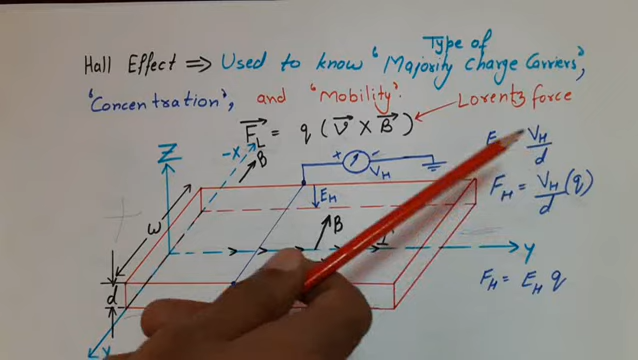 Type of
Hall Effect ⇒ Used to know "Majority Charge Carriers",
"Concentration", and "Mobility".
Lorentz force
F⃗L = q (V⃗ × B⃗)
Z
-X
B
+
-
VH
E VH/d
EH
FH = VH/d (q)
w
B
I
y
d
FH = EH q
X